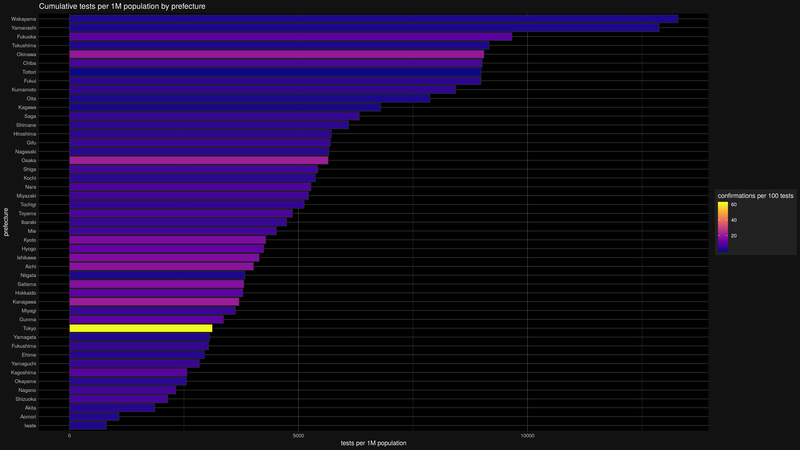 Cumulative tests per 1M population by prefecture
Wakayama
Yamanashi
Fukuoka
Tokushima
Okinawa
Chiba
Tottori
Fukui
Kumamoto
Oita
Kagawa
Saga
Shimane
Hiroshima
Gifu
Nagasaki
Osaka
Shiga
Kochi
Nara
Miyazaki
Tochigi
Toyama
Ibaraki
Mie
Kyoto
Hyogo
Ishikawa
Aichi
Niigata
Saitama
Hokkaido
Kanagawa
Miyagi
Gunma
Tokyo
Yamagata
Fukushima
Ehime
Yamaguchi
Kagoshima
Okayama
Nagano
Shizuoka
Akita
Aomori
Iwate
prefecture
0 5000 10000
tests per 1M population
confirmations per 100 tests
60
40
20